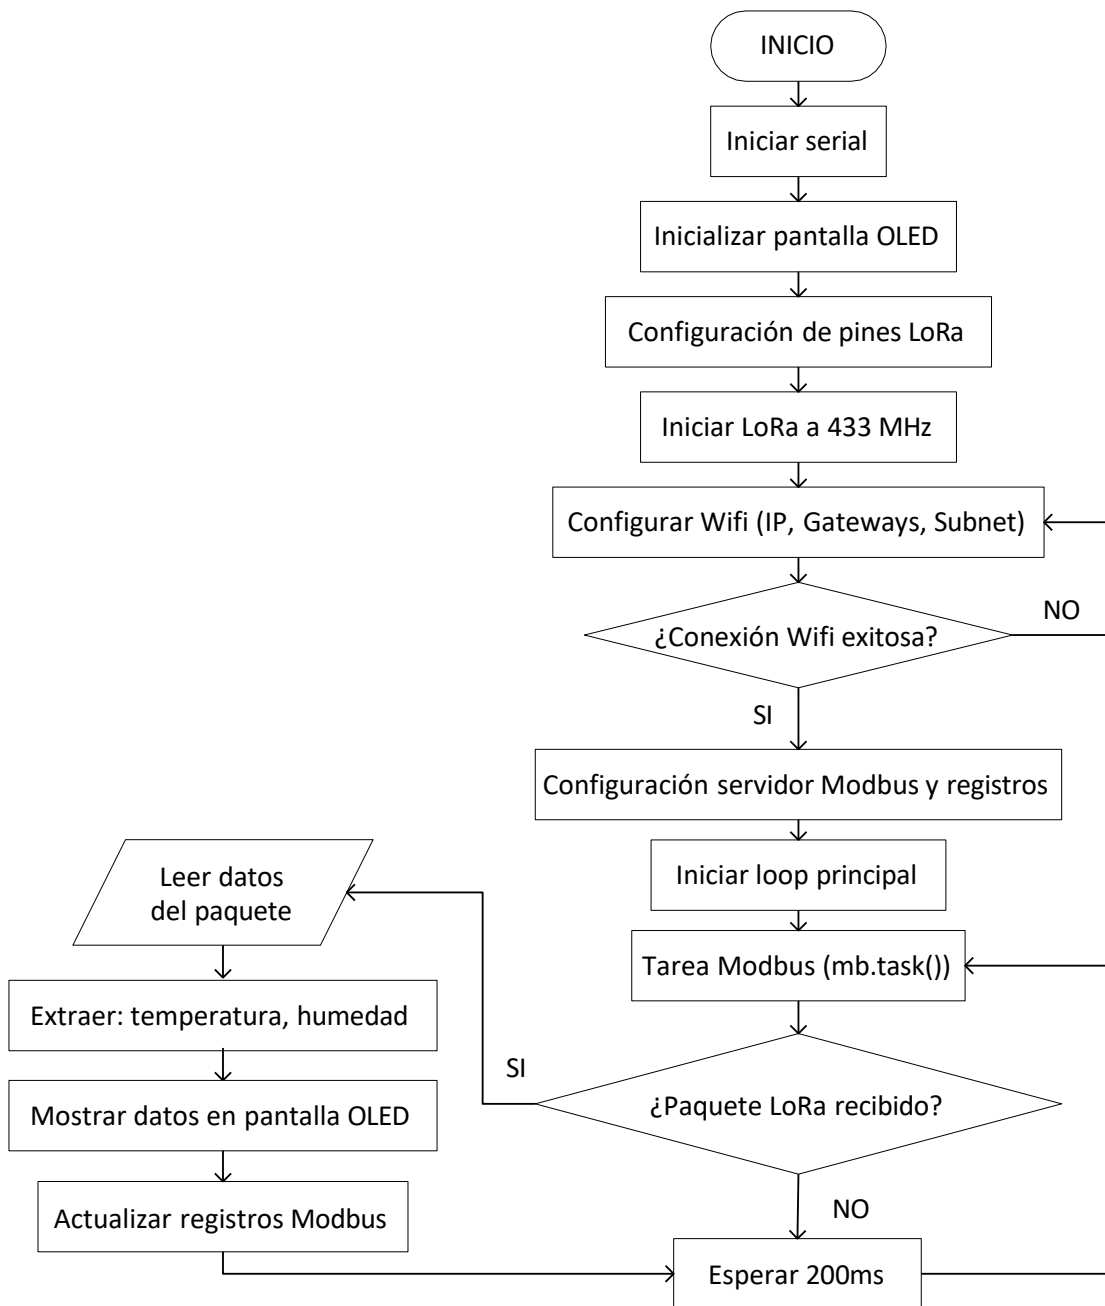 INICIO
Iniciar serial
Inicializar pantalla OLED
Configuración de pines LoRa
Iniciar LoRa a 433 MHz
Configurar Wifi (IP, Gateways, Subnet)
¿Conexión Wifi exitosa?
NO
SI
Configuración servidor Modbus y registros
Iniciar loop principal
Tarea Modbus (mb.task())
¿Paquete LoRa recibido?
SI
Leer datos
del paquete
Extraer: temperatura, humedad
Mostrar datos en pantalla OLED
Actualizar registros Modbus
NO
Esperar 200ms